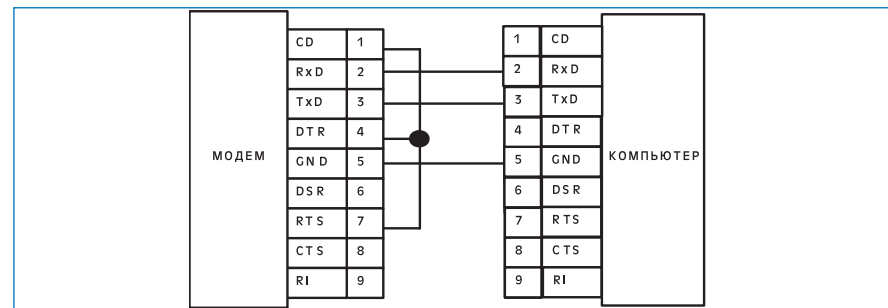 CD 1 1 CD
RxD 2 2 RxD
TxD 3 3 TxD
DTR 4 4 DTR
МОДЕМ GND 5 5 GND КОМПЬЮТЕР
DSR 6 6 DSR
RTS 7 7 RTS
CTS 8 8 CTS
RI 9 9 RI